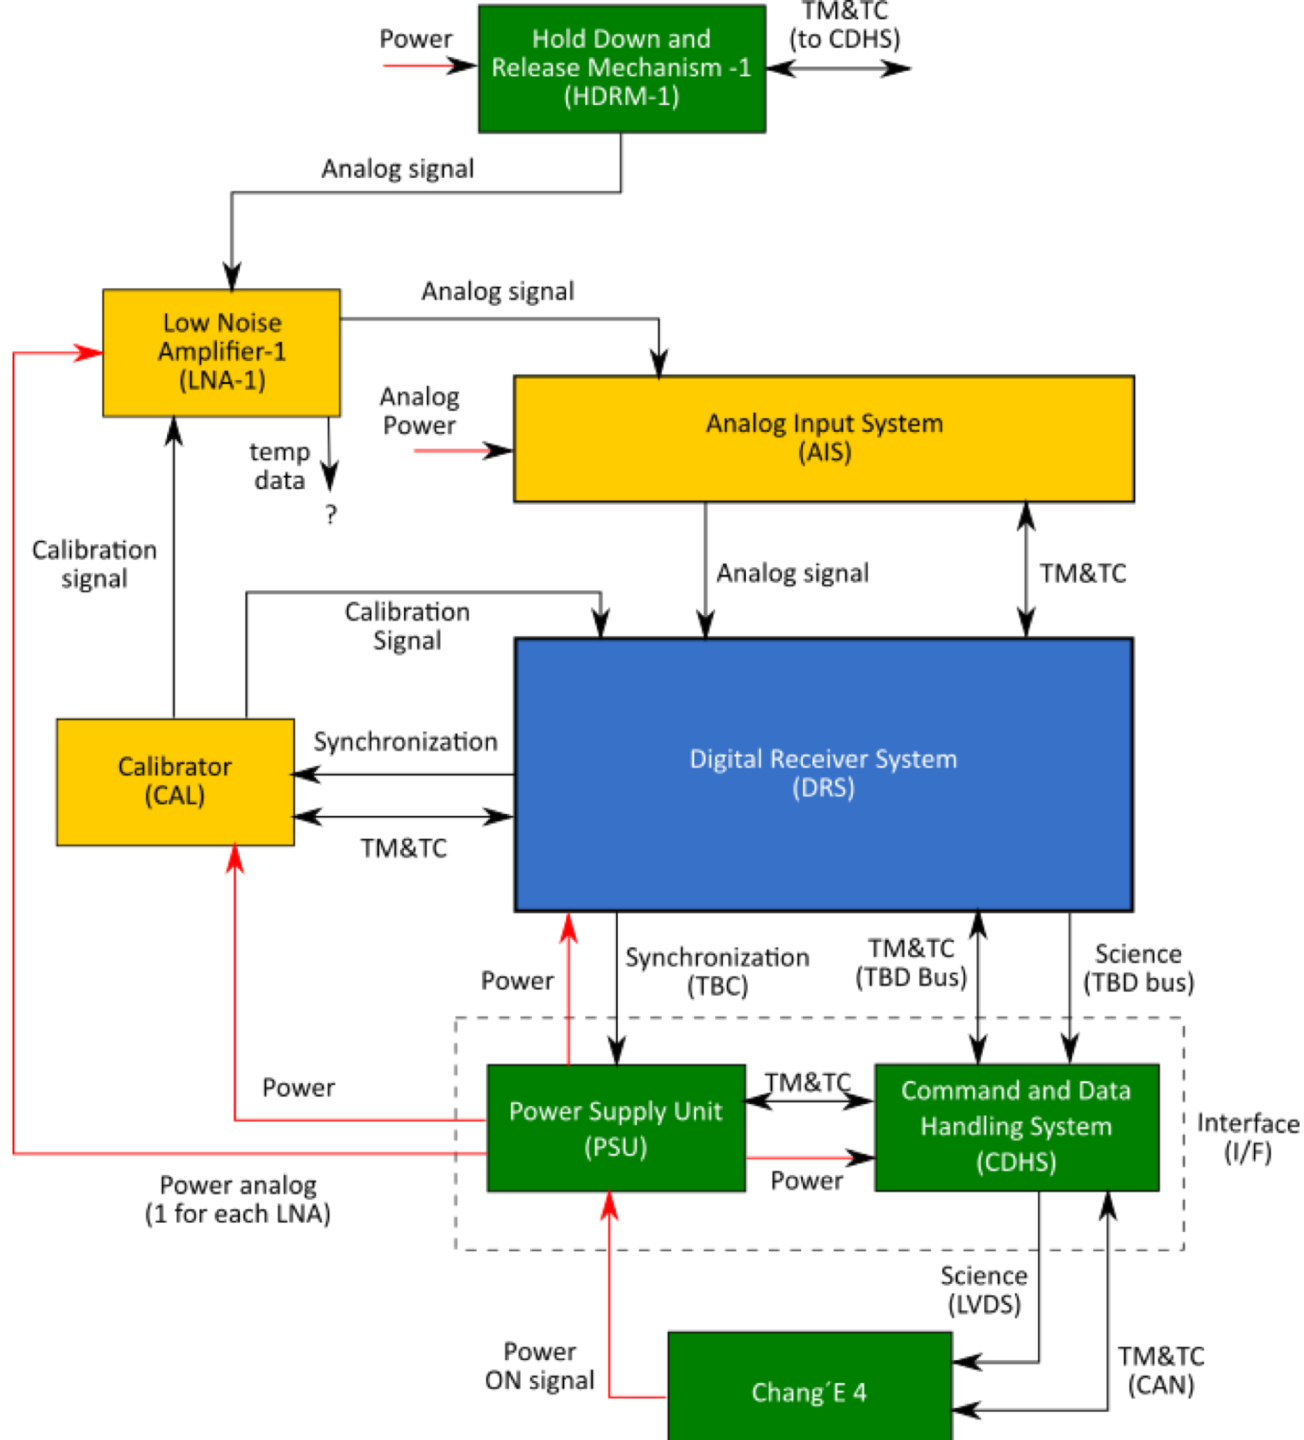 TM&TC
(to CDHS)
Power
Hold Down and
Release Mechanism -1
(HDRM-1)
Analog signal
Analog signal
Low Noise
Amplifier-1
(LNA-1)
Analog
Power
Analog Input System
(AIS)
temp
data
?
Calibration
signal
Analog signal
TM&TC
Calibration
Signal
Synchronization
Calibrator
(CAL)
Digital Receiver System
(DRS)
TM&TC
Power
Synchronization
(TBC)
TM&TC
(TBD Bus)
Science
(TBD bus)
Power
Power Supply Unit
(PSU)
TM&TC
Power
Command and Data
Handling System
(CDHS)
Interface
(I/F)
Power analog
(1 for each LNA)
Science
(LVDS)
Power
ON signal
Chang´E 4
TM&TC
(CAN)